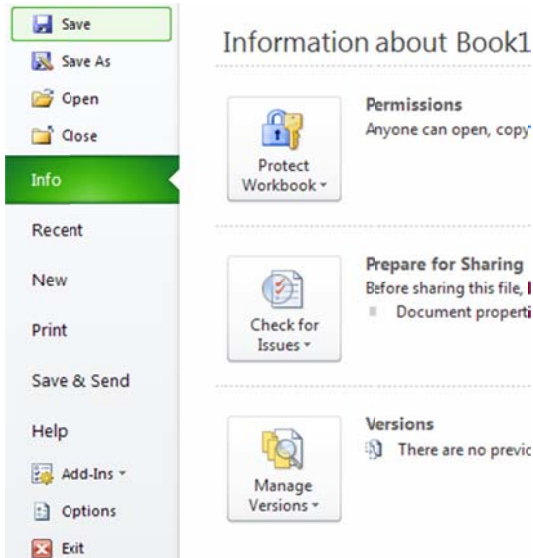 Save
Save As
Open
Close
Info
Recent
New
Print
Save & Send
Help
Add-Ins
Options
Exit
Information about Book1
Protect
Workbook
Permissions
Anyone can open, copy
Check for
Issues
Prepare for Sharing
Before sharing this file,
Document properti
Manage
Versions
Versions
There are no previo